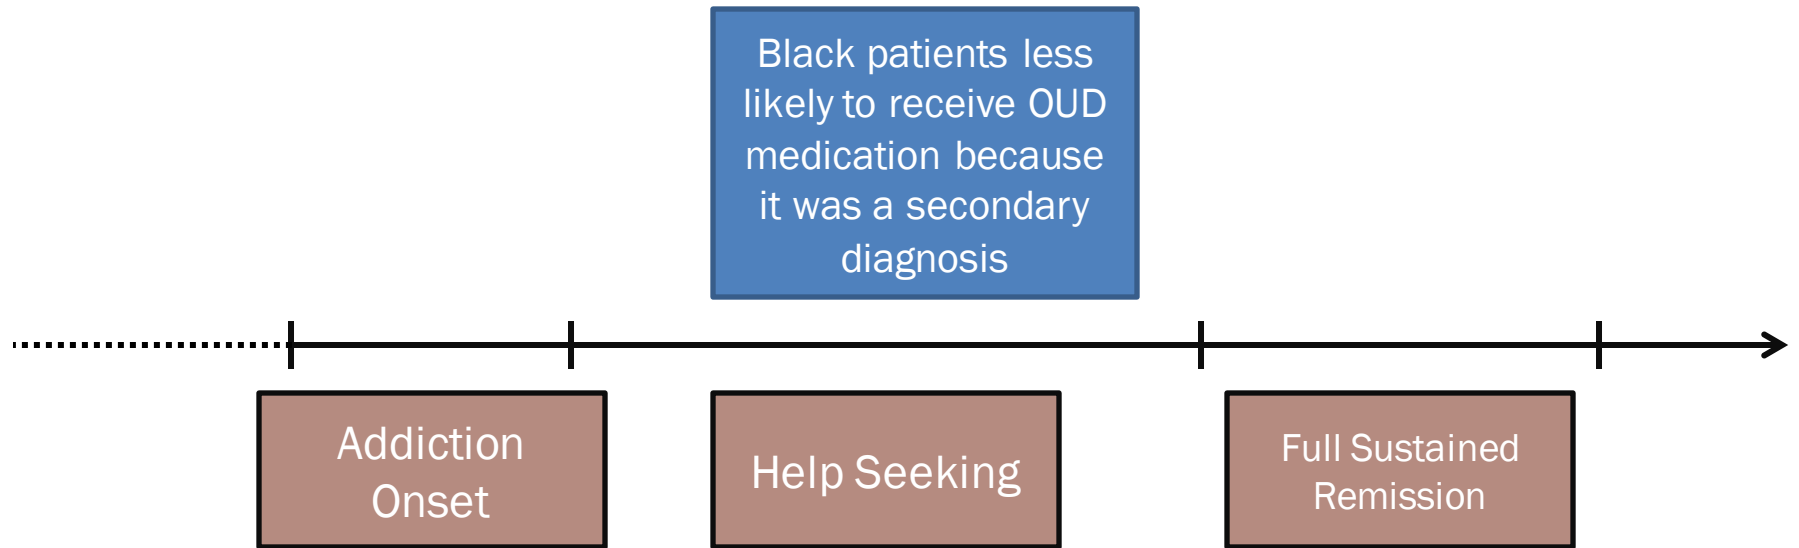 Black patients less
likely to receive OUD
medication because
it was a secondary
diagnosis
Addiction
Onset
Help Seeking
Full Sustained
Remission